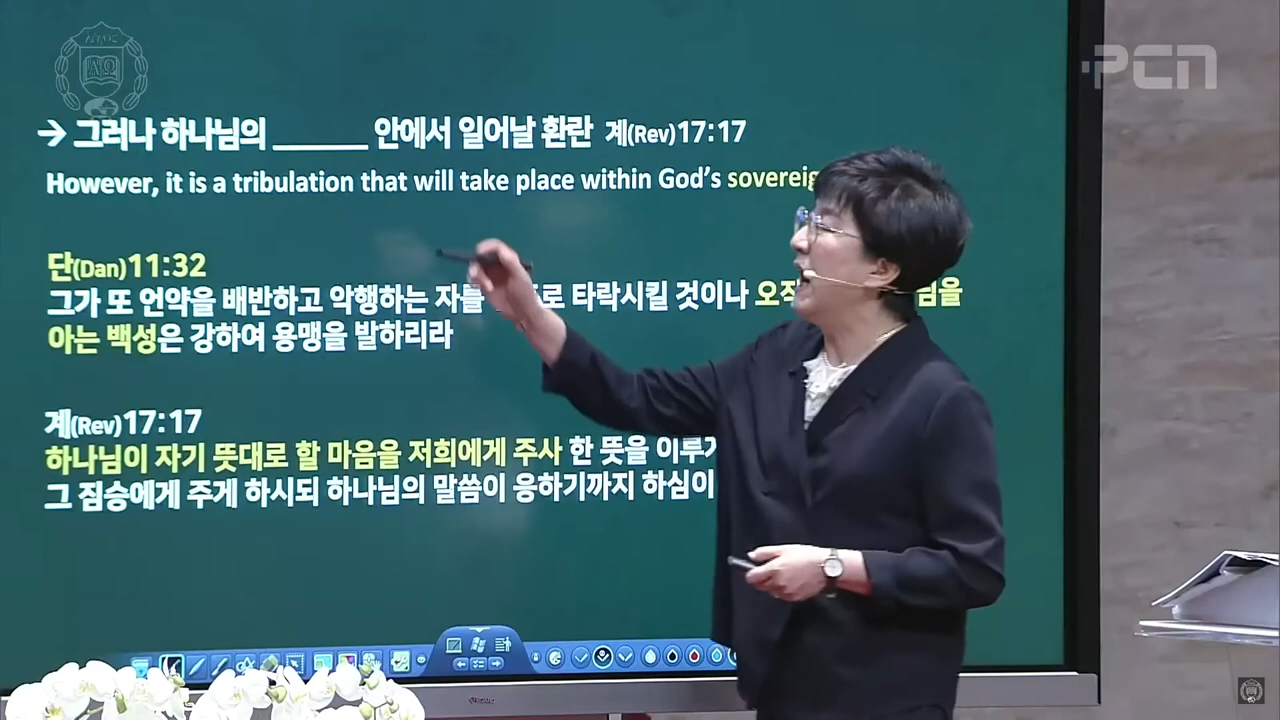 PCN
→ 그러나 하나님의 ______ 안에서 일어날 환란 계(Rev)17:17
However, it is a tribulation that will take place within God's
단(Dan)11:32
그가 또 언약을 배반하고 악행하는 자를 타락시킬 것이나
아는 백성은 강하여 용맹을 발하리라
계(Rev)17:17
하나님이 자기 뜻대로 할 마음을 저희에게 주사 한 뜻을
그 짐승에게 주게 하시되 하나님의 말씀이 응하기까지 하심이